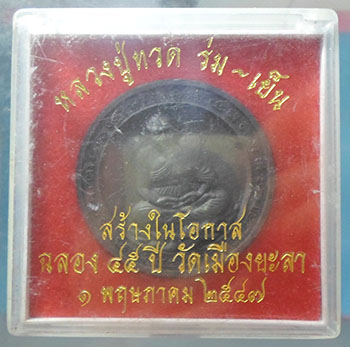 หลวงปู่ทวด ร่ม~เย็น
สร้างในโอกาส
ฉลอง ๔๕ ปี วัดเมืองยะลา
๑ พฤษภาคม ๒๕๔๗